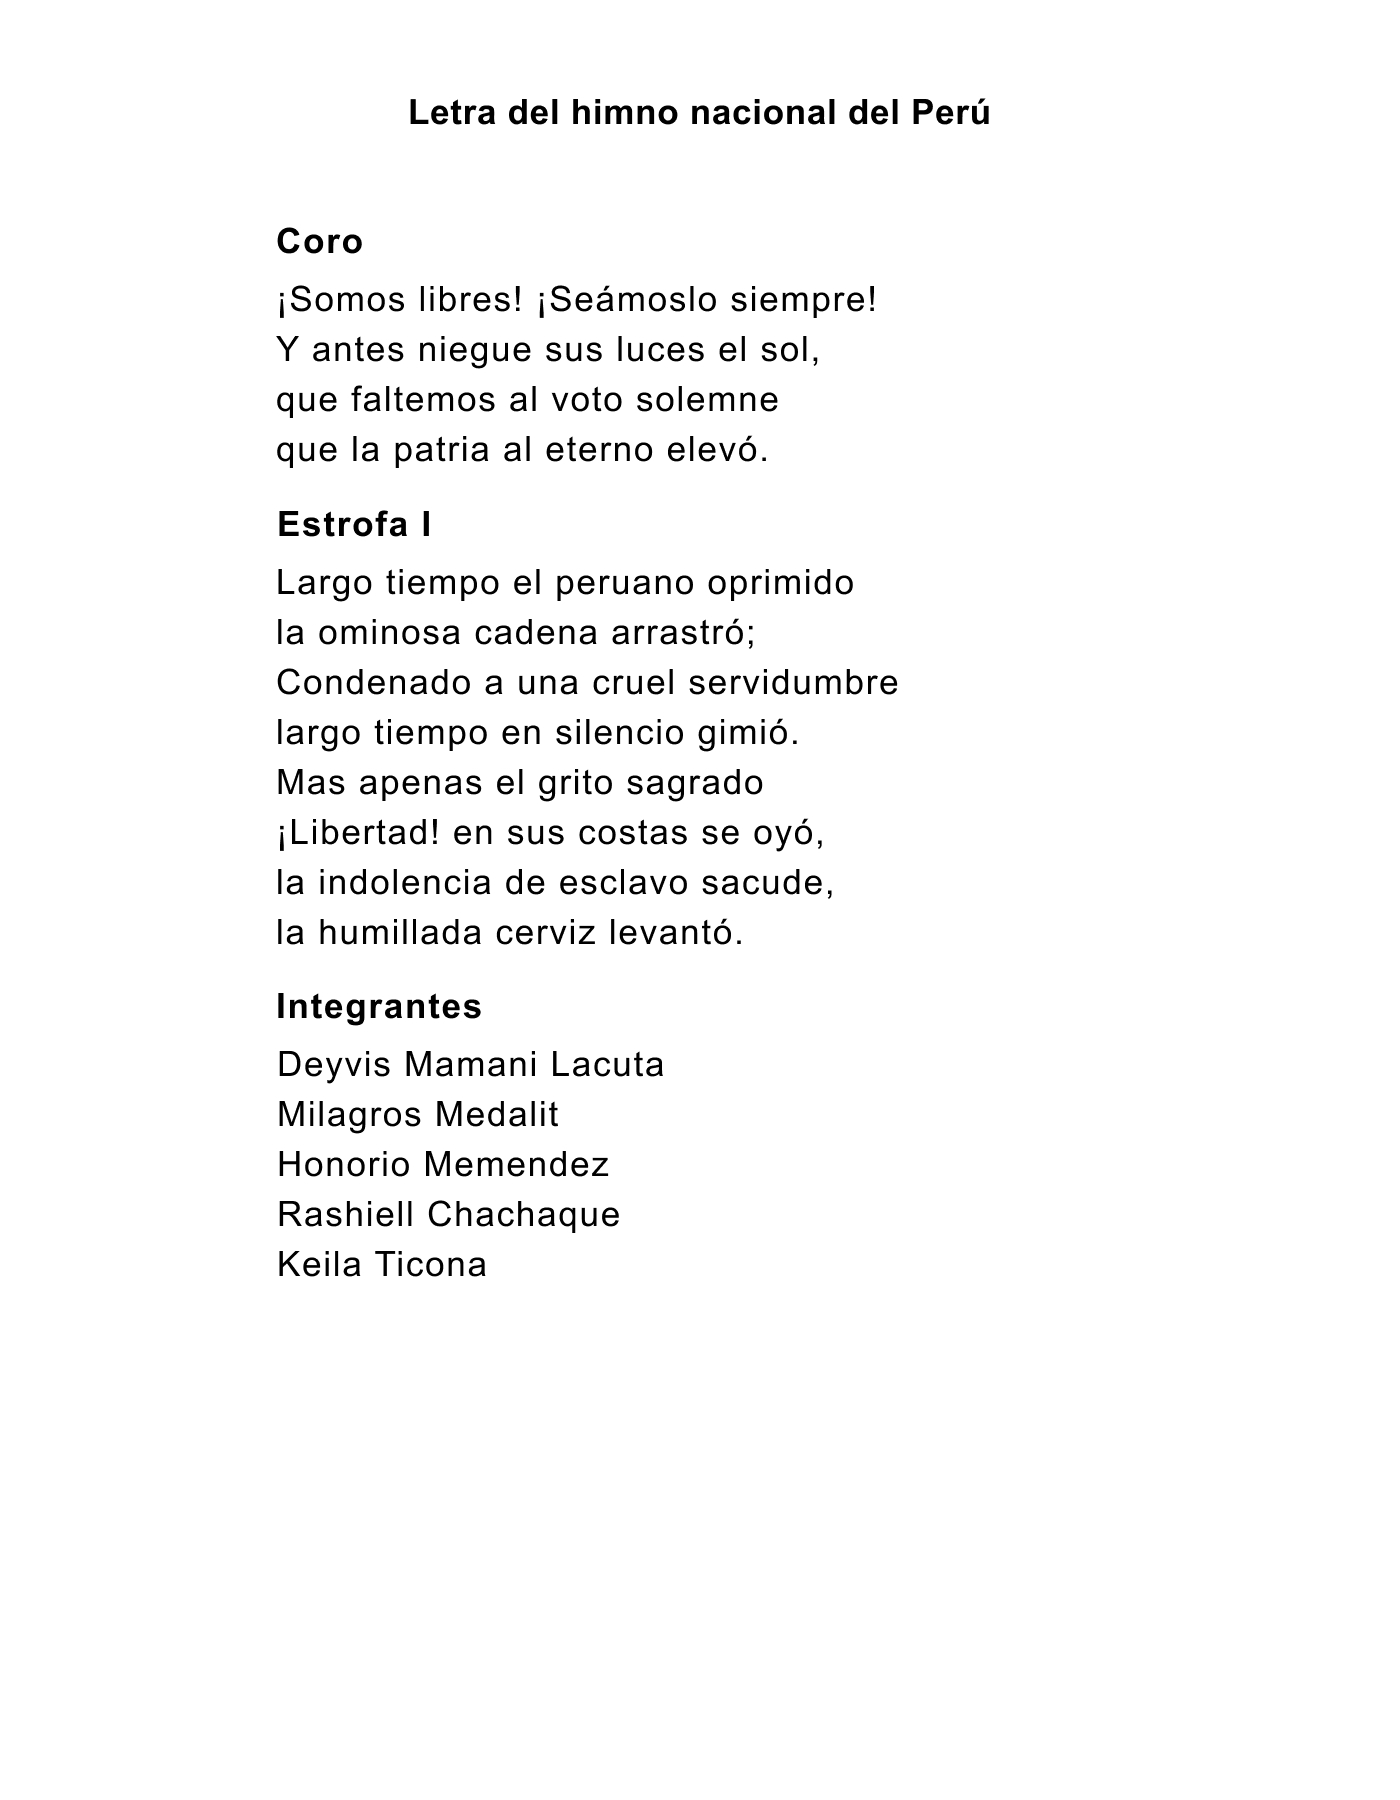 Letra del himno nacional del Perú
Coro
¡Somos libres! ¡Seámoslo siempre!
Y antes niegue sus luces el sol,
que faltemos al voto solemne
que la patria al eterno elevó.
Estrofa I
Largo tiempo el peruano oprimido
la ominosa cadena arrastró;
Condenado a una cruel servidumbre
largo tiempo en silencio gimió.
Mas apenas el grito sagrado
¡Libertad! en sus costas se oyó,
la indolencia de esclavo sacude,
la humillada cerviz levantó.
Integrantes
Deyvis Mamani Lacuta
Milagros Medalit
Honorio Memendez
Rashiell Chachaque
Keila Ticona